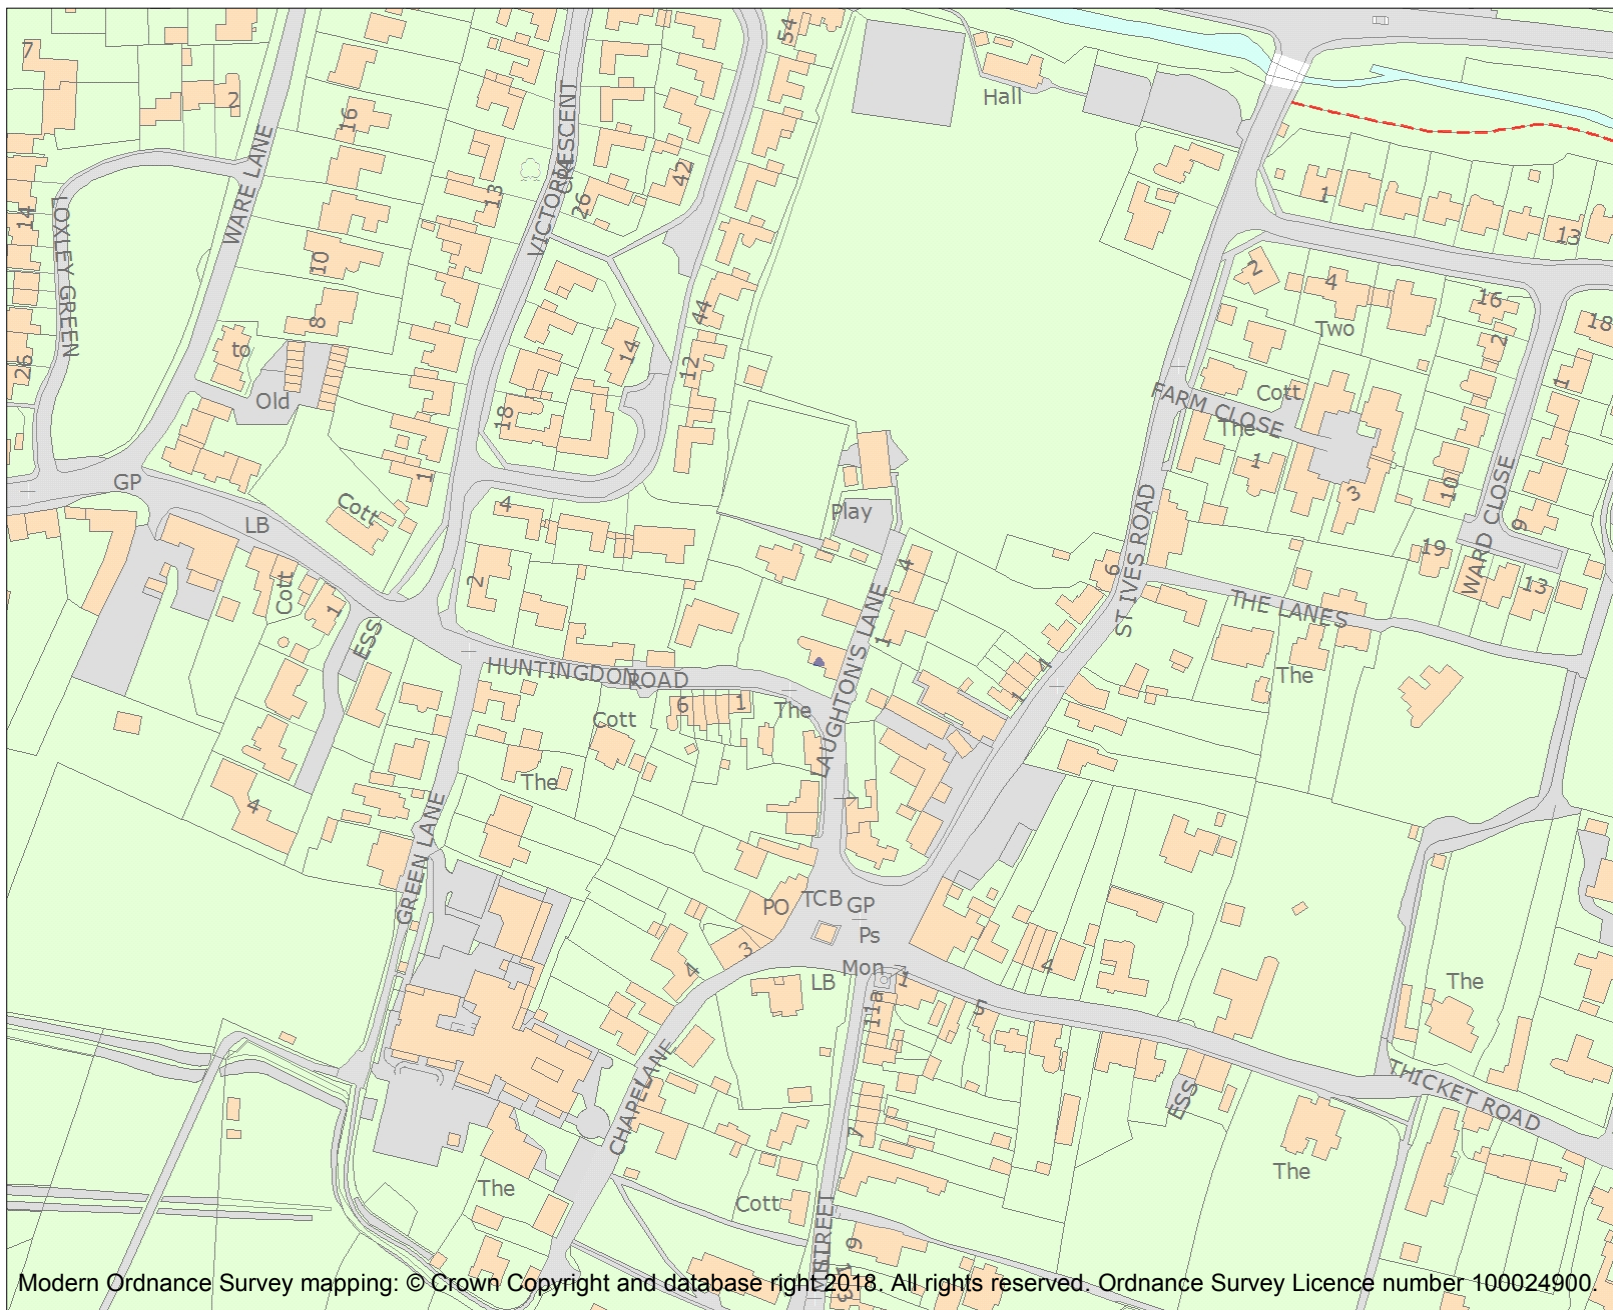 54
7
Hall
2
16
WARE LANE
VICTORIA
CRESCENT
42
13
26
1
13
14
LOXLEY GREEN
10
2
4
16
8
44
Two
18
to
14
12
2
26
Old
18
FARM CLOSE
Cott
The
1
1
1
3
10
GP
LB
Cott
4
Play
ST IVES ROAD
WARD CLOSE
9
2
Cott
1
ESS
4
6
19
13
THE LANES
LAUGHTON'S LANE
1
HUNTINGDON
ROAD
4
1
The
Cott
6
1
The
The
4
GREEN LANE
PO
TCB
GP
Ps
3
4
Mon
LB
1
11a
5
4
The
CHAPEL
LANE
7
ESS
THICKET ROAD
The
The
Cott
STREET
9
13
Modern Ordnance Survey mapping: © Crown Copyright and database right 2018. All rights reserved. Ordnance Survey Licence number 100024900.